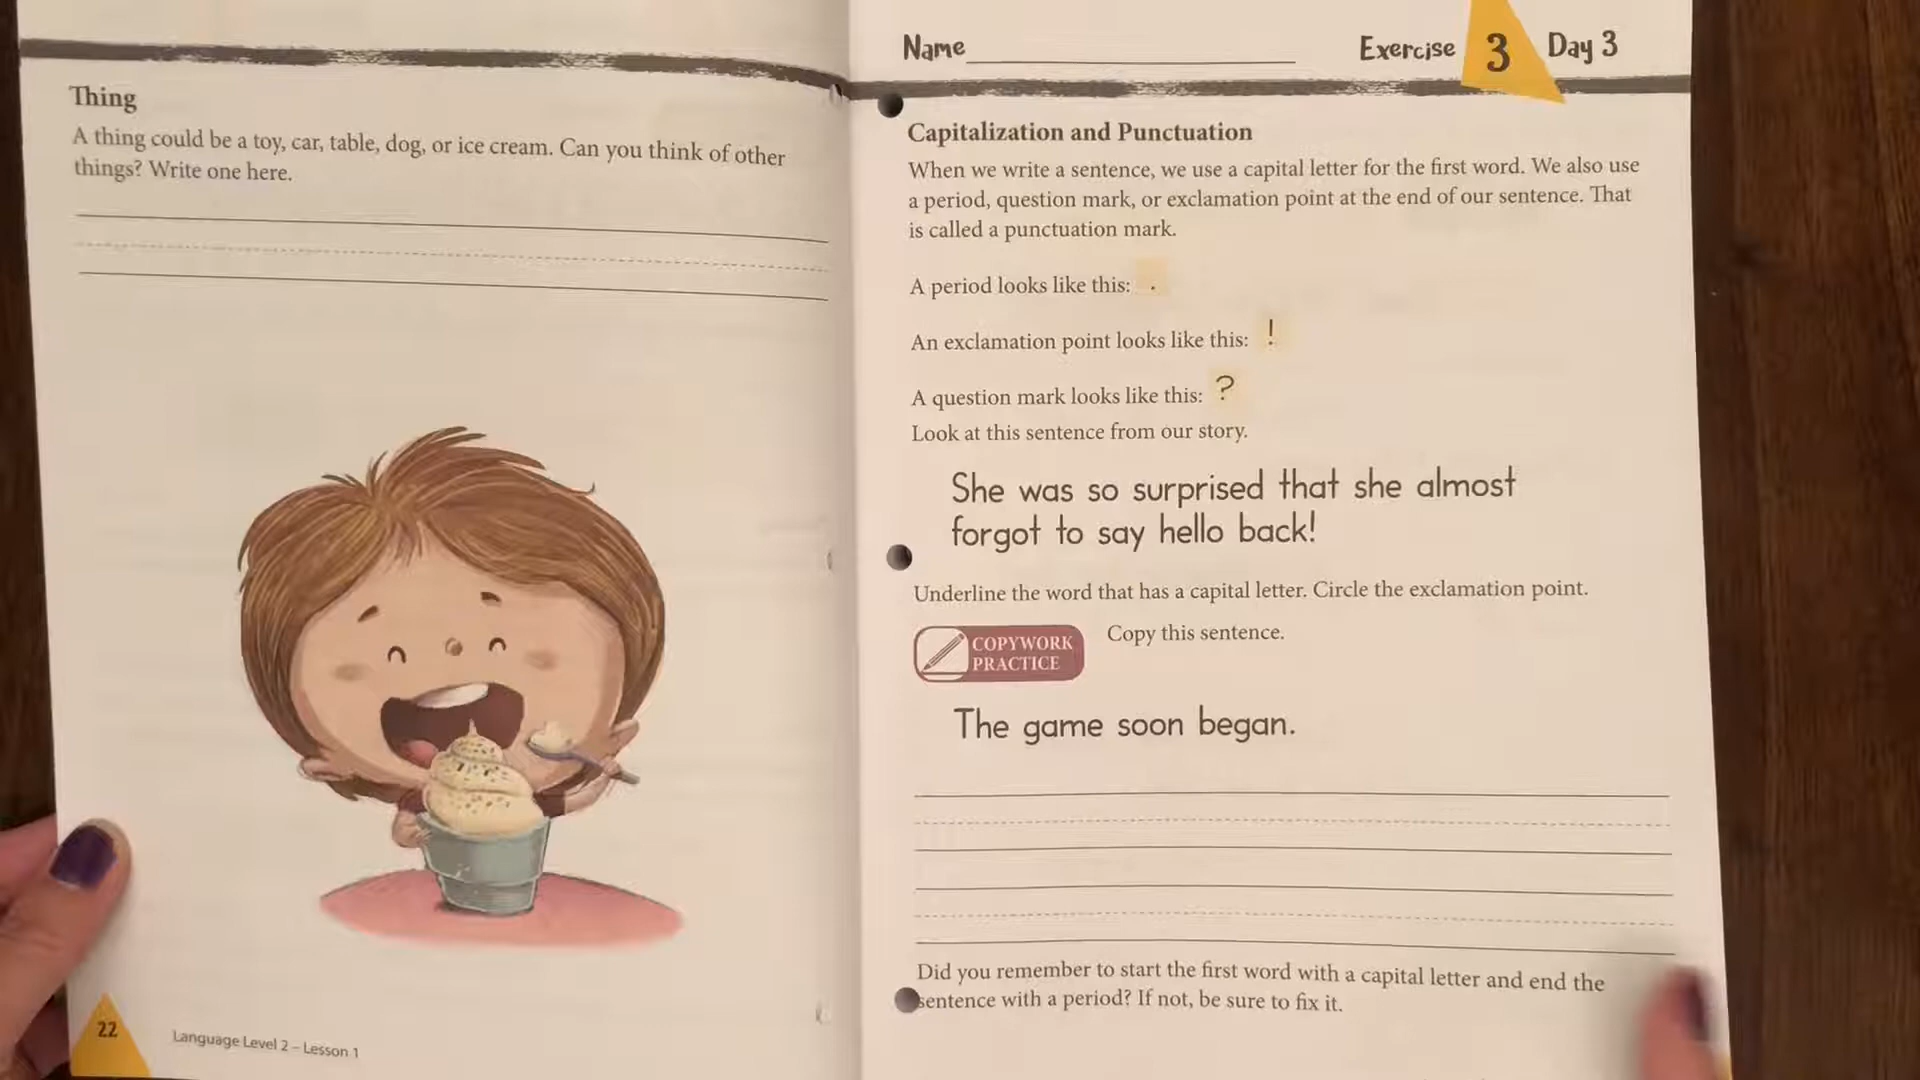 Thing
A thing could be a toy, car, table, dog, or ice cream. Can you think of other
things? Write one here.
22
Language Level 2 – Lesson 1
Name
Exercise 3 Day 3
Capitalization and Punctuation
When we write a sentence, we use a capital letter for the first word. We also use
a period, question mark, or exclamation point at the end of our sentence. That
is called a punctuation mark.
A period looks like this: .
An exclamation point looks like this: !
A question mark looks like this: ?
Look at this sentence from our story.
She was so surprised that she almost
forgot to say hello back!
Underline the word that has a capital letter. Circle the exclamation point.
COPYWORK
PRACTICE
Copy this sentence.
The game soon began.
Did you remember to start the first word with a capital letter and end the
sentence with a period? If not, be sure to fix it.